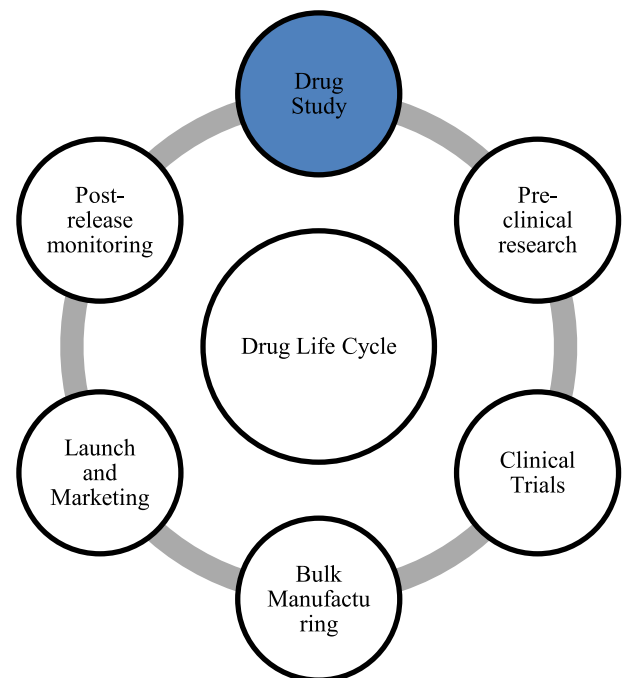 Drug
Study
Pre-
clinical
research
Clinical
Trials
Bulk
Manufactu
ring
Launch
and
Marketing
Post-
release
monitoring
Drug Life Cycle